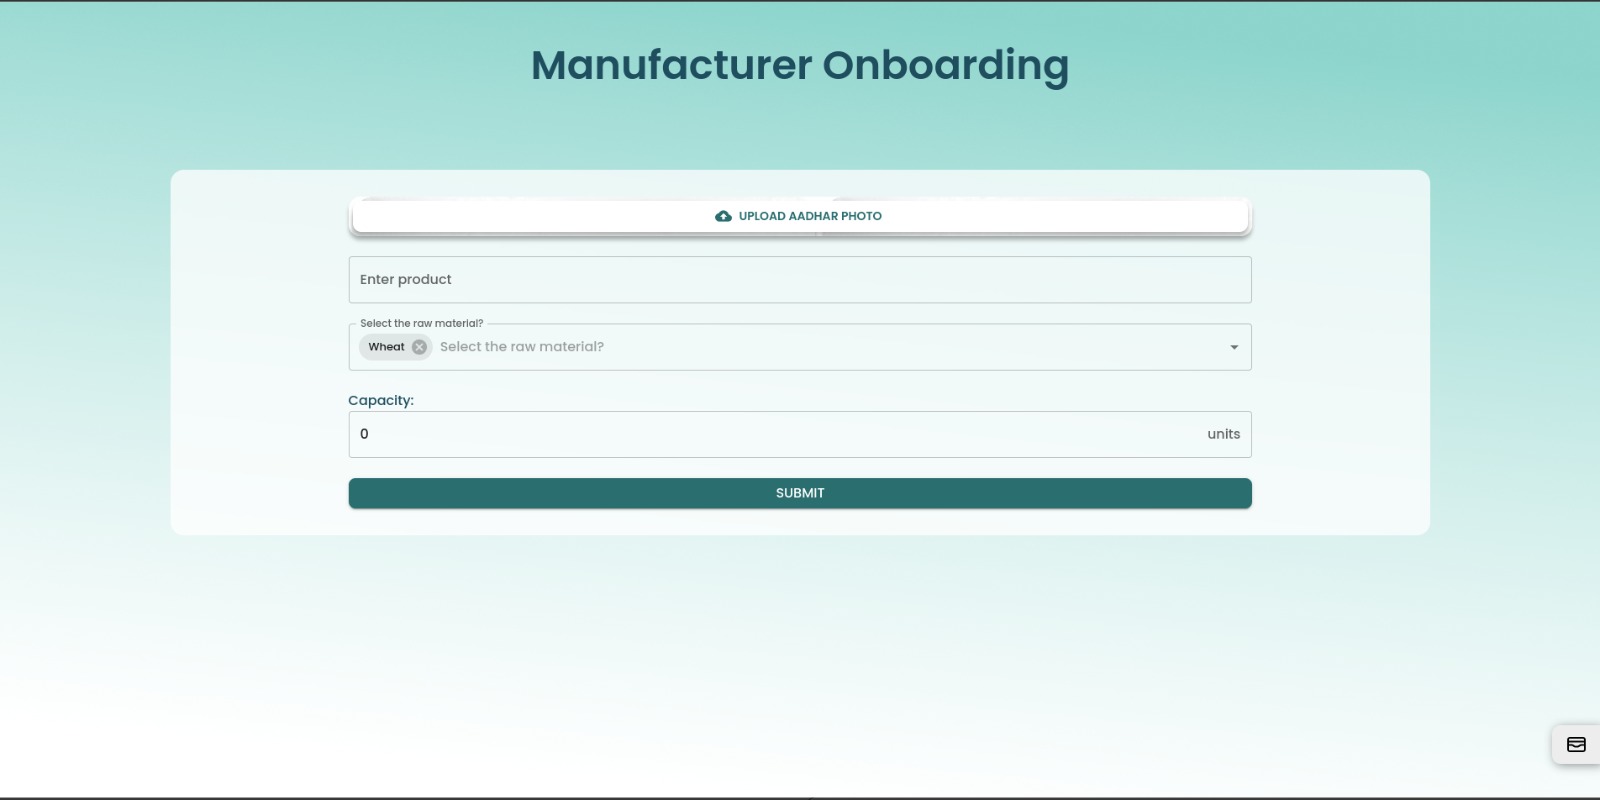 Manufacturer Onboarding
UPLOAD AADHAR PHOTO
Enter product
Select the raw material?
Wheat Select the raw material?
Capacity:
0 units
SUBMIT